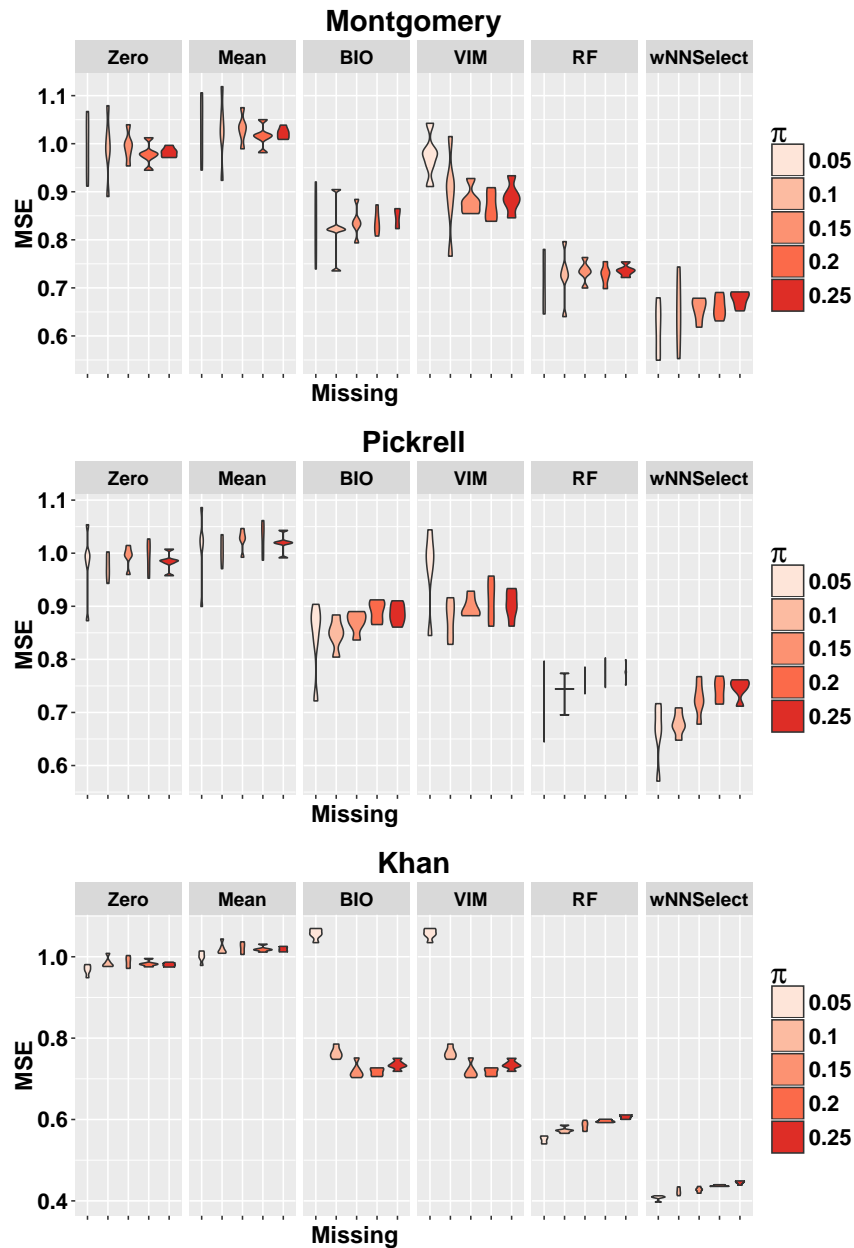 Montgomery
Zero Mean BIO VIM RF wNNSelect
1.1
1.0
0.9
0.8
0.7
0.6
MSE
Missing
π
0.05
0.1
0.15
0.2
0.25
Pickrell
Zero Mean BIO VIM RF wNNSelect
1.1
1.0
0.9
0.8
0.7
0.6
MSE
Missing
π
0.05
0.1
0.15
0.2
0.25
Khan
Zero Mean BIO VIM RF wNNSelect
1.0
0.8
0.6
0.4
MSE
Missing
π
0.05
0.1
0.15
0.2
0.25